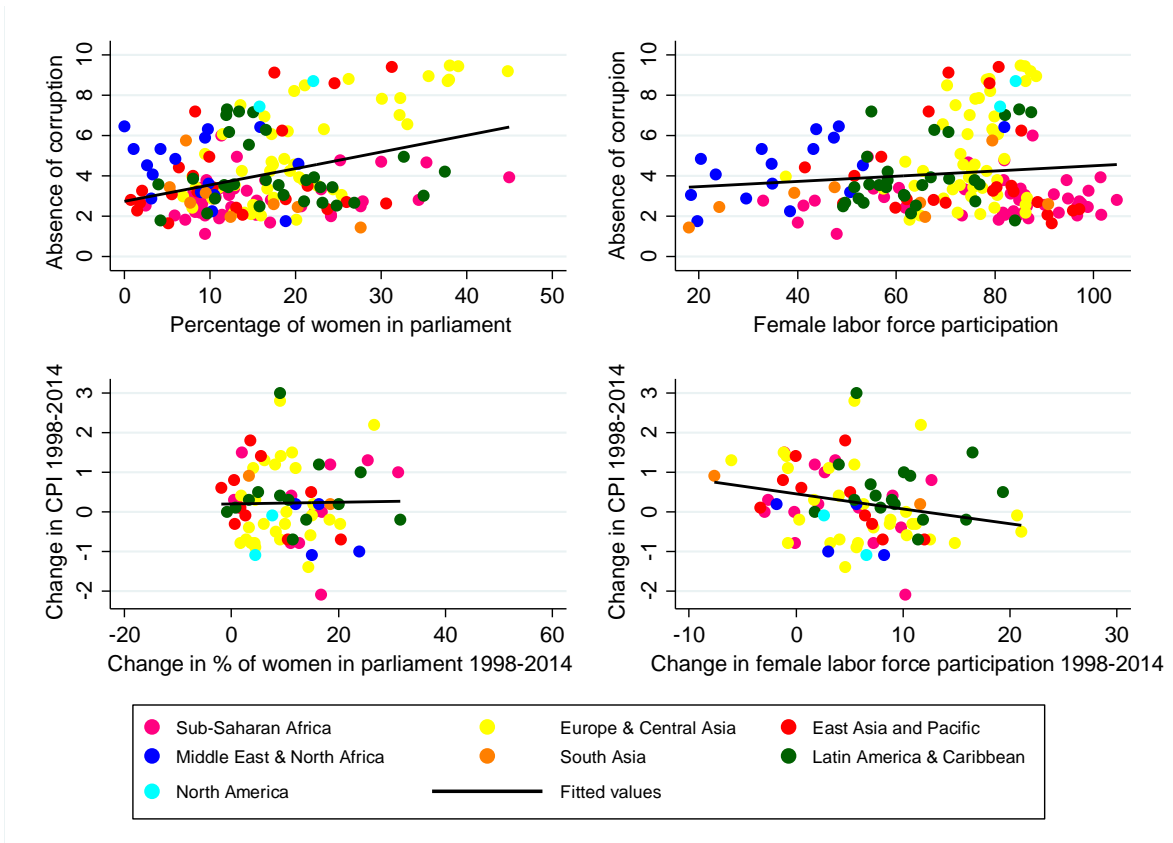 Absence of corruption
10
8
6
4
2
0
0 10 20 30 40 50
Percentage of women in parliament
Absence of corruption
10
8
6
4
2
0
20 40 60 80 100
Female labor force participation
Change in CPI 1998-2014
3
2
1
0
-1
-2
-20 0 20 40 60
Change in % of women in parliament 1998-2014
Change in CPI 1998-2014
3
2
1
0
-1
-2
-10 0 10 20 30
Change in female labor force participation 1998-2014
Sub-Saharan Africa Europe & Central Asia East Asia and Pacific
Middle East & North Africa South Asia Latin America & Caribbean
North America Fitted values